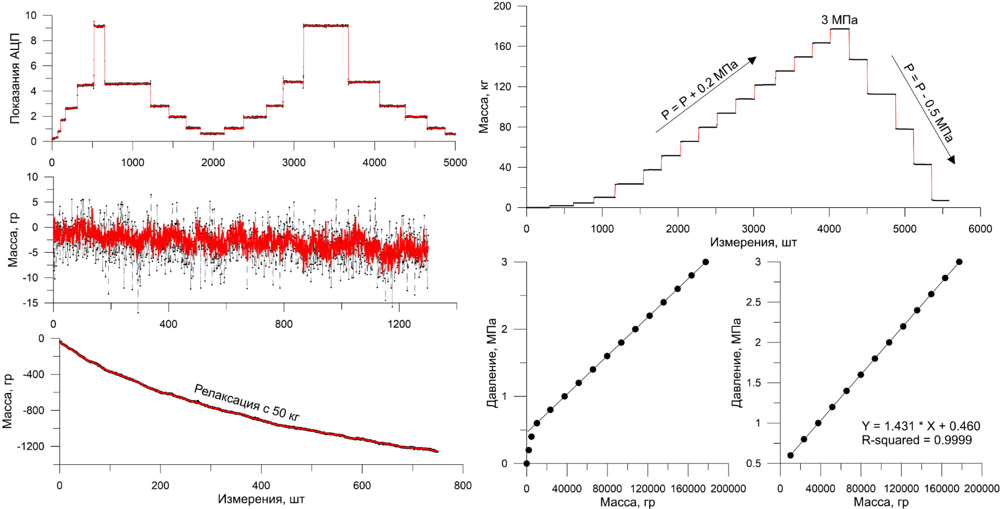 Показания АЦП
10
8
6
4
2
0
0 1000 2000 3000 4000 5000
Масса, гр
10
5
0
-5
-10
-15
0 400 800 1200
Масса, гр
0
-400
-800
-1200
Релаксация с 50 кг
0 200 400 600 800
Измерения, шт
Масса, кг
200
160
120
80
40
0
3 МПа
P = P + 0.2 МПа
P = P - 0.5 МПа
0 1000 2000 3000 4000 5000 6000
Измерения, шт
Давление, МПа
3
2
1
0
0 40000 80000 120000 160000 200000
Масса, гр
Давление, МПа
3
2.5
2
1.5
1
0.5
Y = 1.431 * X + 0.460
R-squared = 0.9999
0 40000 80000 120000 160000 200000
Масса, гр